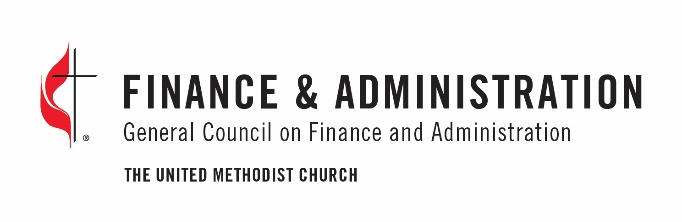 FINANCE & ADMINISTRATION
General Council on Finance and Administration
®
THE UNITED METHODIST CHURCH